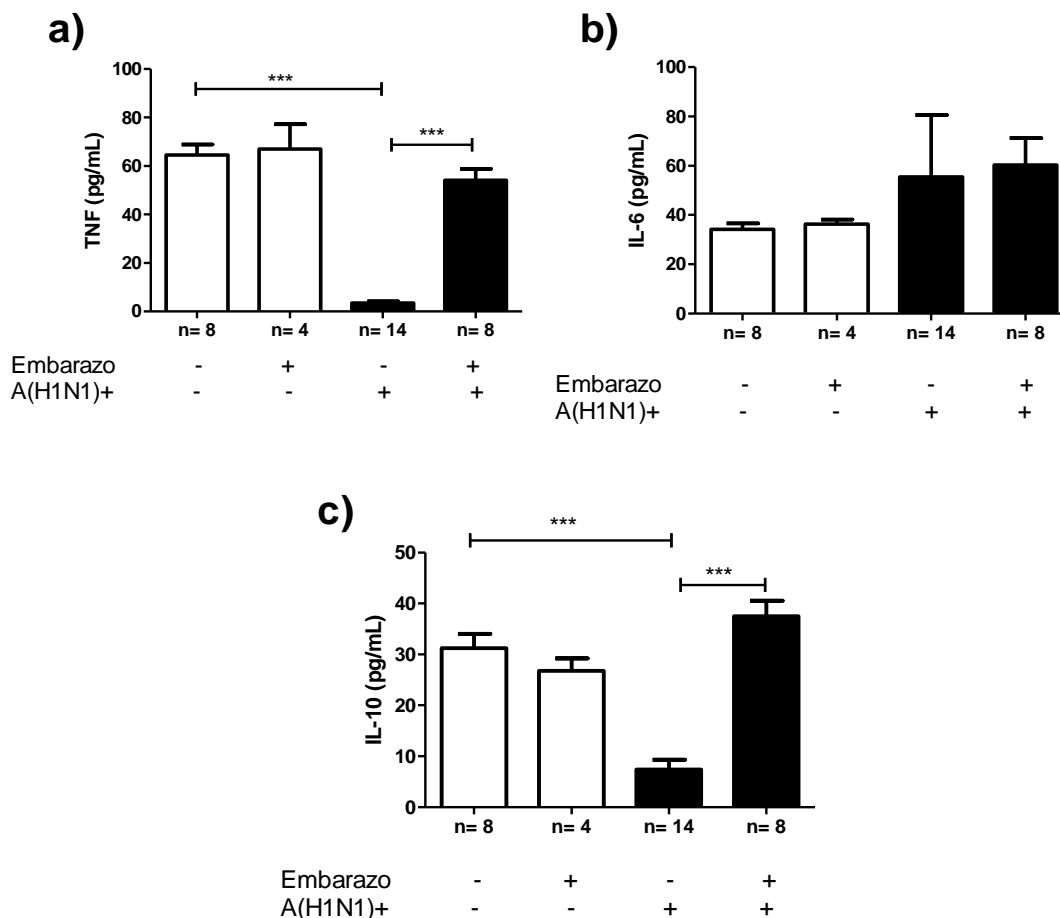 a)
***
***
TNF (pg/mL)
100
80
60
40
20
0
n= 8 n= 4 n= 14 n= 8
Embarazo - + - +
A(H1N1)+ - - + +
b)
IL-6 (pg/mL)
100
80
60
40
20
0
n= 8 n= 4 n= 14 n= 8
Embarazo - + - +
A(H1N1)+ - - + +
c)
***
***
IL-10 (pg/mL)
50
40
30
20
10
0
n= 8 n= 4 n= 14 n= 8
Embarazo - + - +
A(H1N1)+ - - + +